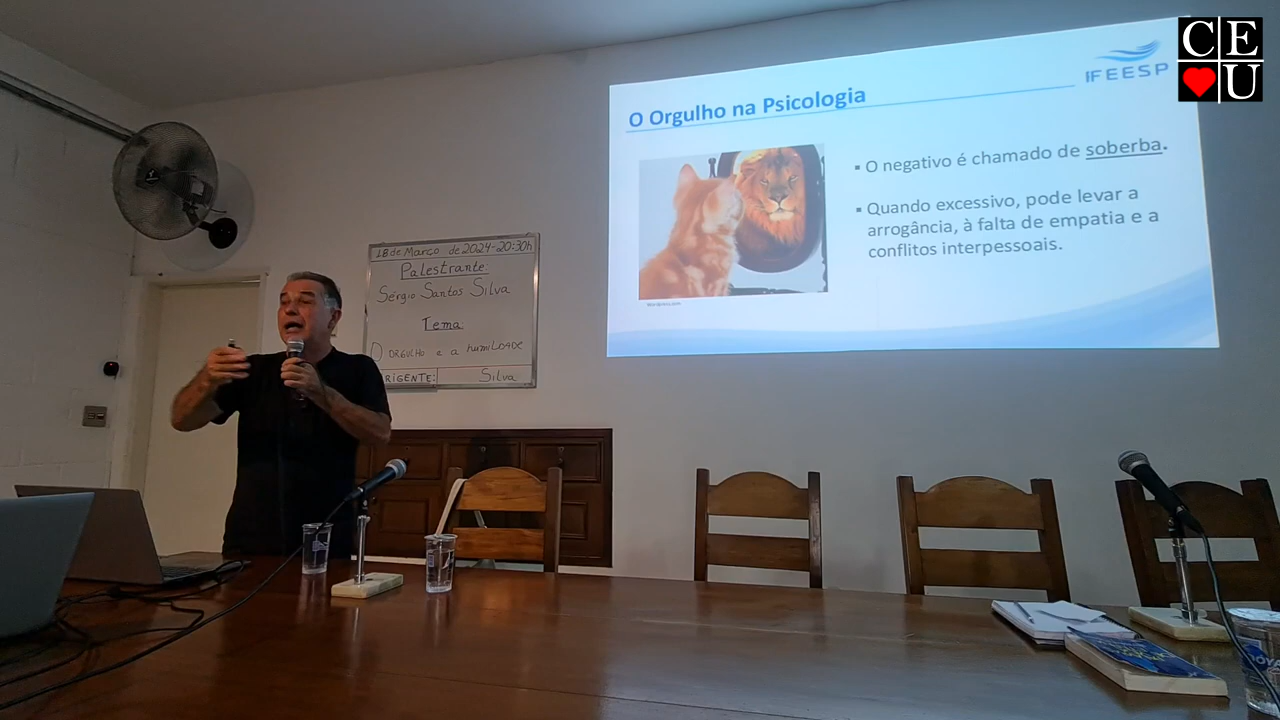 C E
U
IFEESP
O Orgulho na Psicologia
▪ O negativo é chamado de soberba.
▪ Quando excessivo, pode levar a
arrogância, à falta de empatia e a
conflitos interpessoais.
18 de Março de 2024-20:30h
Palestrante:
Sérgio Santos Silva
Tema
O ORGULHO e a HumiLDADE
RIGENTE: Silva